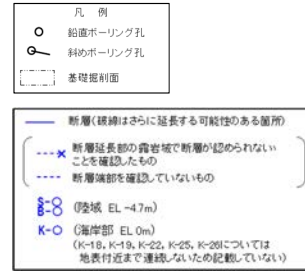 凡 例
鉛直ボーリング孔
斜めボーリング孔
基礎掘削面
断層(破線はさらに延長する可能性のある箇所)
断層延長部の露岩域で断層が認められない
ことを確認したもの
断層端部を確認していないもの
S-8
B-8
(陸域 EL -4.7m)
K-○ (海岸部 EL 0m)
(K-18、K-19、K-22、K-25、K-26については
地表付近まで連続しないため記載していない)